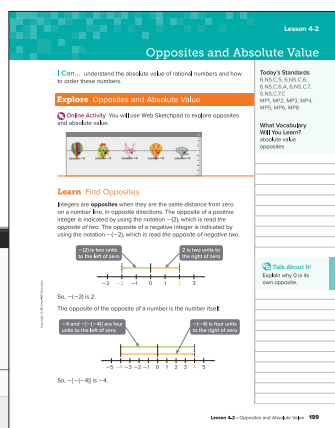 Lesson 4-2
Opposites and Absolute Value
I Can... understand the absolute value of rational numbers and how
to order these numbers.
Explore Opposites and Absolute Value
Online Activity You will use Web Sketchpad to explore opposites
and absolute value.
Learn Find Opposites
Integers are opposites when they are the same distance from zero
on a number line, in opposite directions. The opposite of a positive
integer is indicated by using the notation −(2), which is read the
opposite of two. The opposite of a negative integer is indicated by
using the notation −(−2), which is read the opposite of negative two.
−(2) is two units
to the left of zero
2 is two units to
the right of zero
−3 −2 −1 0 1 2 3
So, −(−2) is 2.
The opposite of the opposite of a number is the number itself.
−4 and −[−(−4)] are four
units to the left of zero
−(−4) is four units
to the right of zero
−5 −4 −3 −2 −1 0 1 2 3 4 5
So, −[−(−4)] is −4.
Today's Standards
6.NS.C.5, 6.NS.C.6,
6.NS.C.6.A, 6.NS.C.7,
6.NS.C.7.C
MP1, MP2, MP3, MP4,
MP5, MP6, MP8
What Vocabulary
Will You Learn?
absolute value
opposites
Talk About It!
Explain why 0 is its
own opposite.
Lesson 4-2 • Opposites and Absolute Value 199